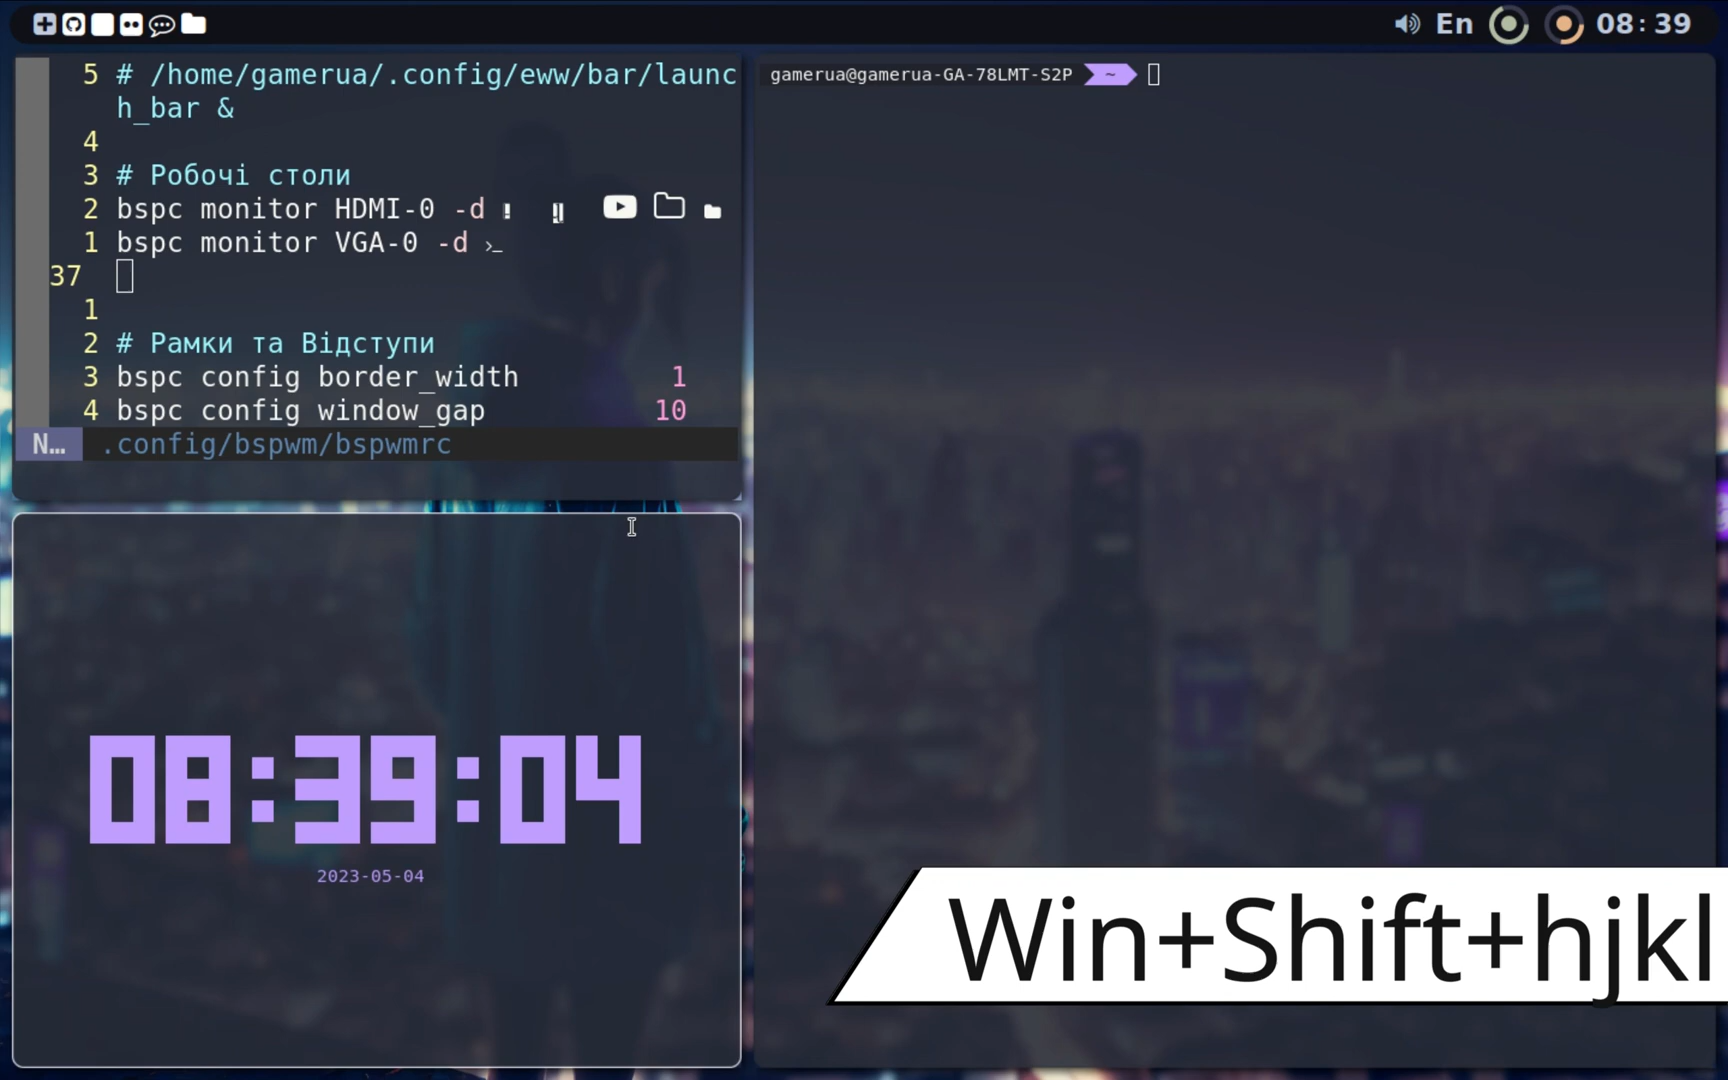 En 08:39
5 # /home/gamerua/.config/eww/bar/launc
h_bar &
4
3 # Робочі столи
2 bspc monitor HDMI-0 -d
1 bspc monitor VGA-0 -d >_
37
1
2 # Рамки та Відступи
3 bspc config border_width 1
4 bspc config window_gap 10
N… .config/bspwm/bspwmrc
gamerua@gamerua-GA-78LMT-S2P ~
08:39:04
2023-05-04
Win+Shift+hjkl